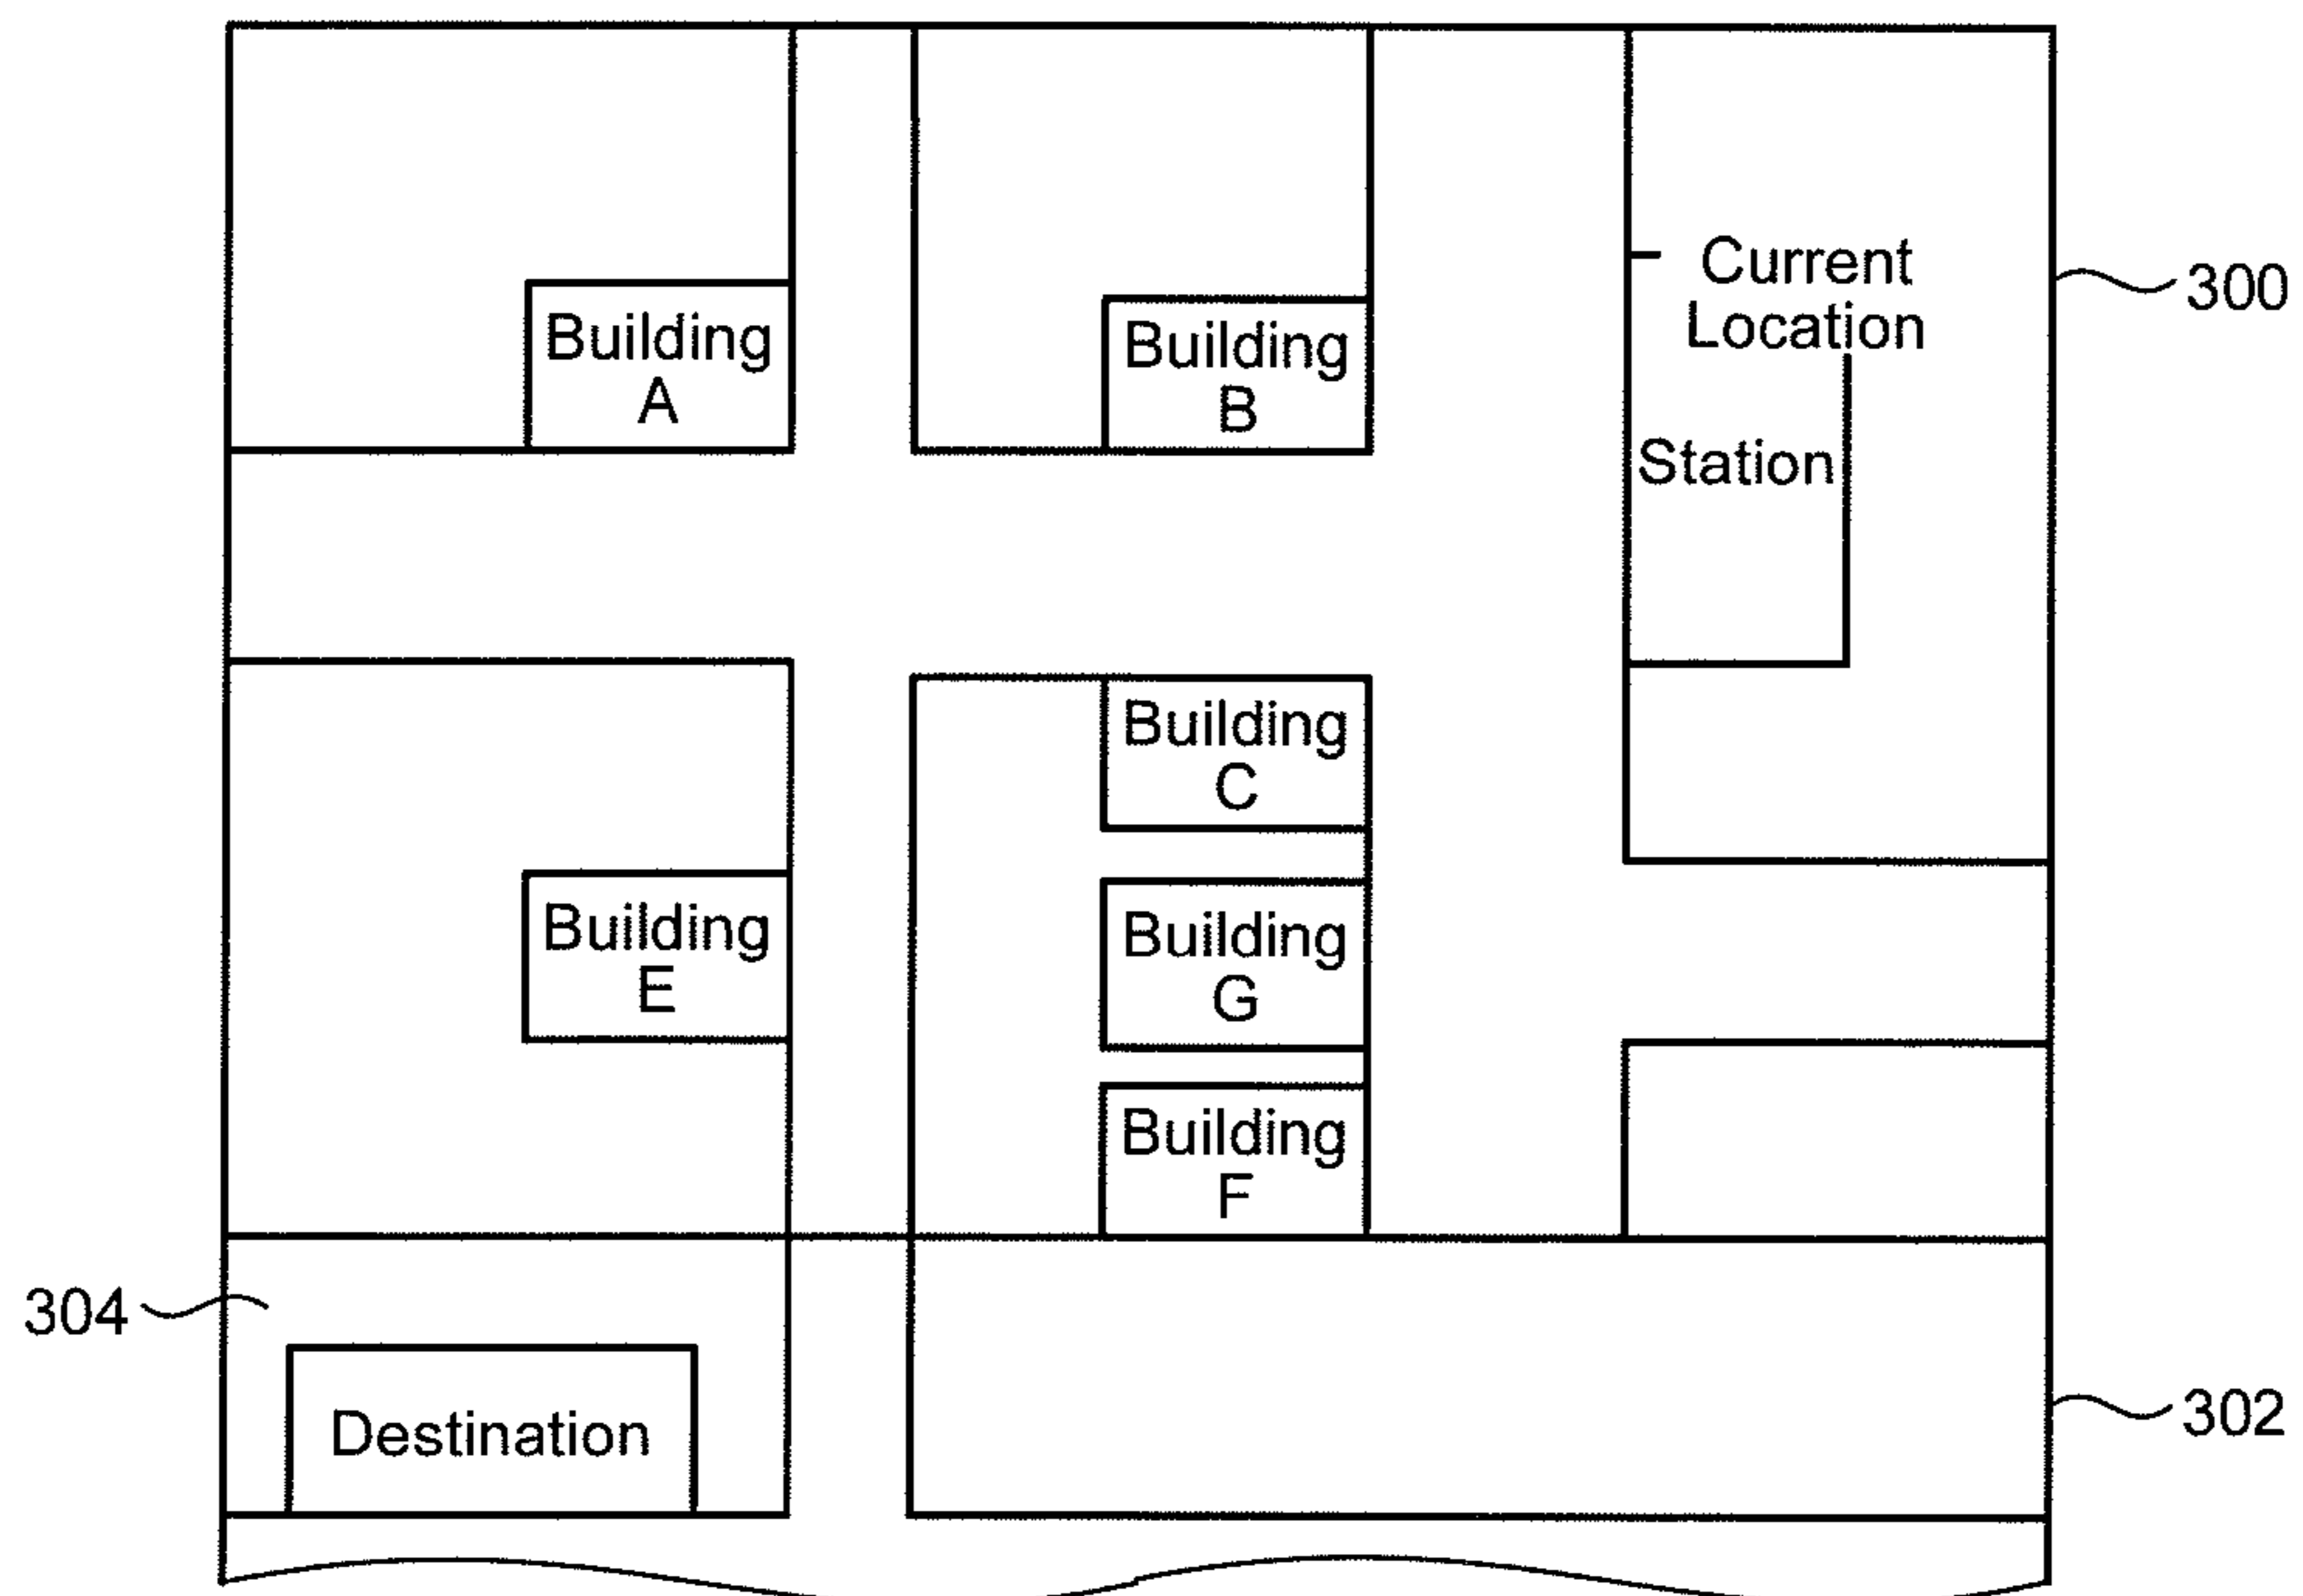 Current
Location
300
Building
A
Building
B
Station
Building
C
Building
E
Building
G
Building
F
304
Destination
302